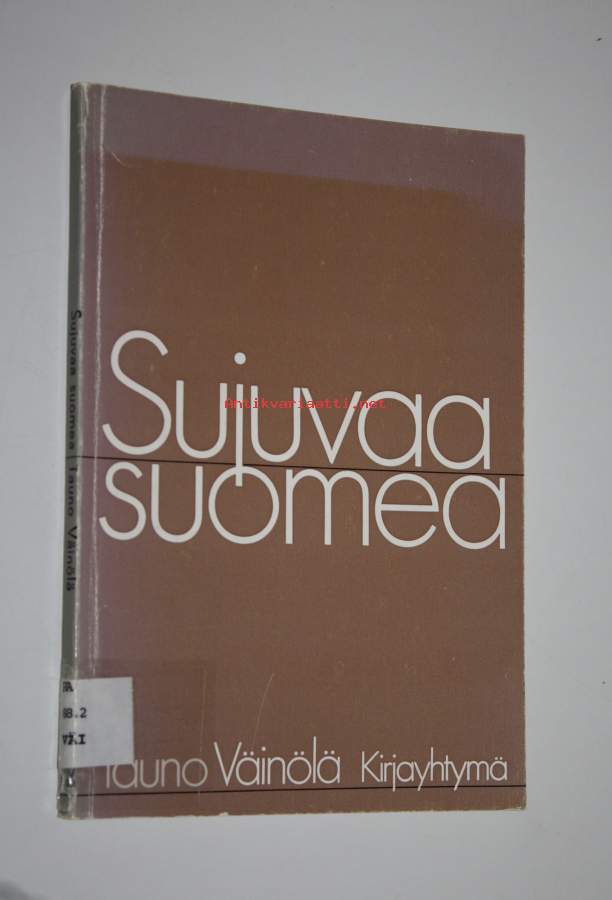 Sujuvaa
suomea
Antikvariaatti.net
Tauno Väinölä Kirjayhtymä
Sujuvaa suomea | Tauno Väinölä
88.2
VÄI